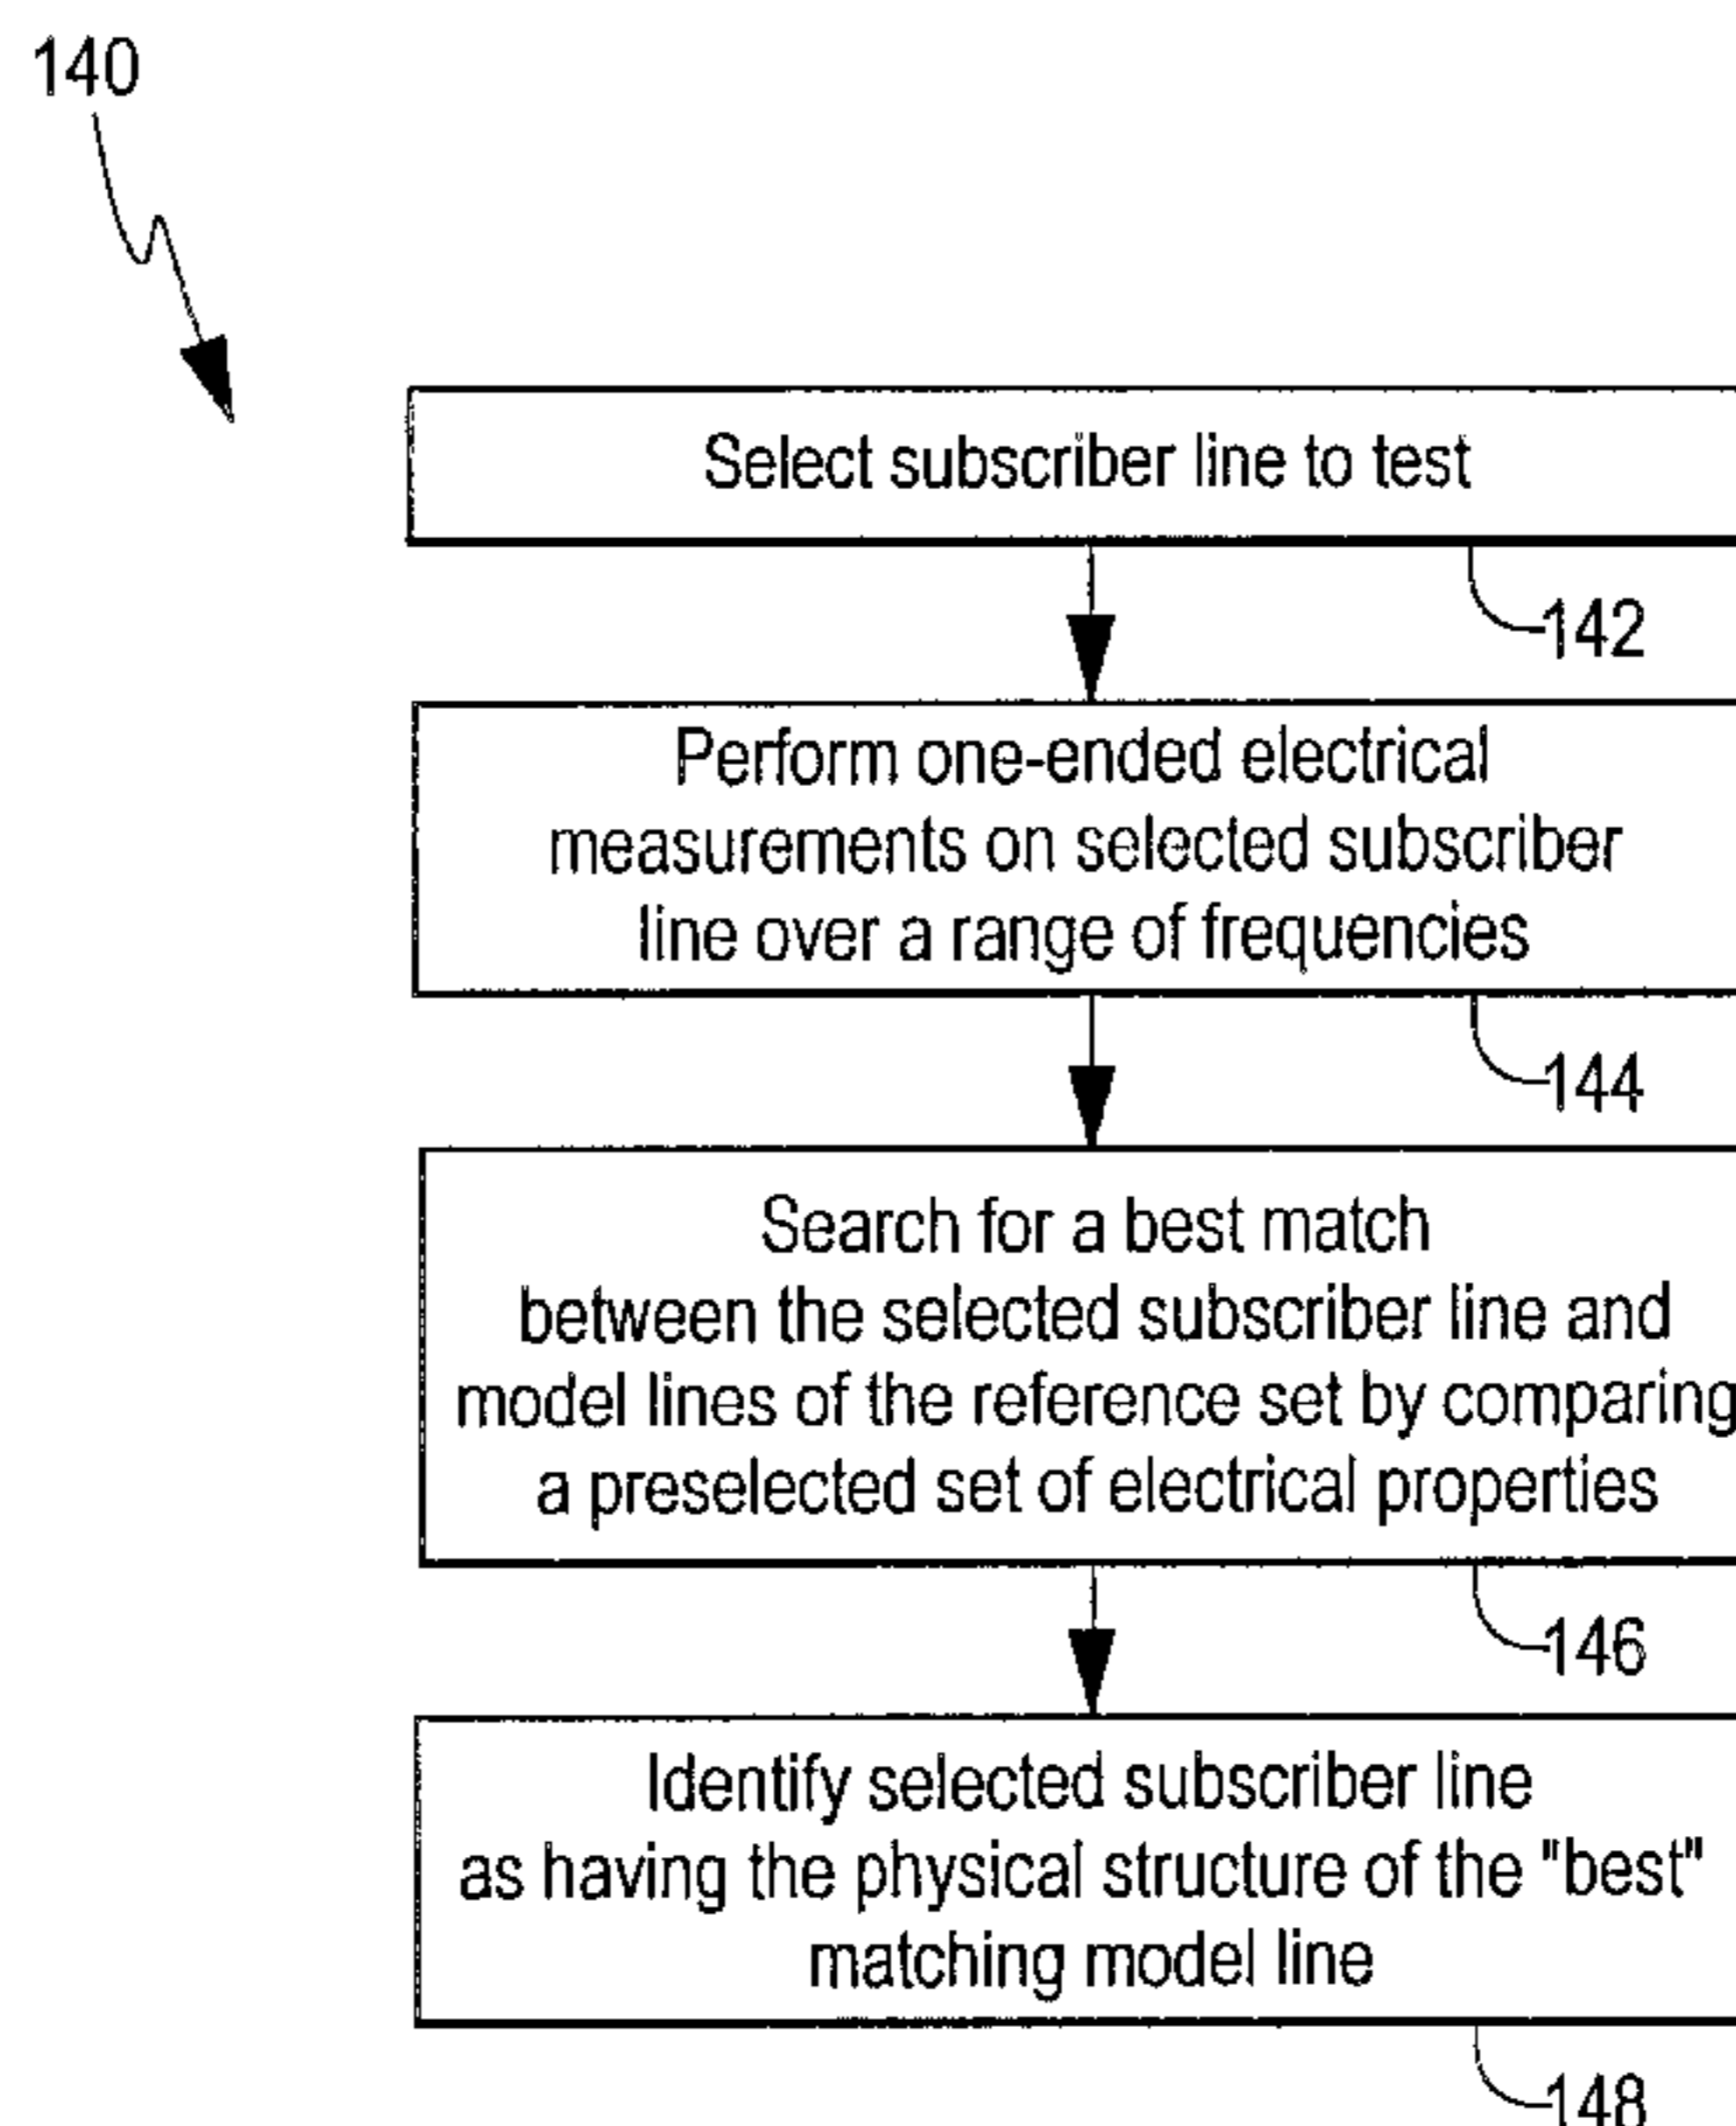 140
Select subscriber line to test
142
Perform one-ended electrical
measurements on selected subscriber
line over a range of frequencies
144
Search for a best match
between the selected subscriber line and
model lines of the reference set by comparing
a preselected set of electrical properties
146
Identify selected subscriber line
as having the physical structure of the "best"
matching model line
148